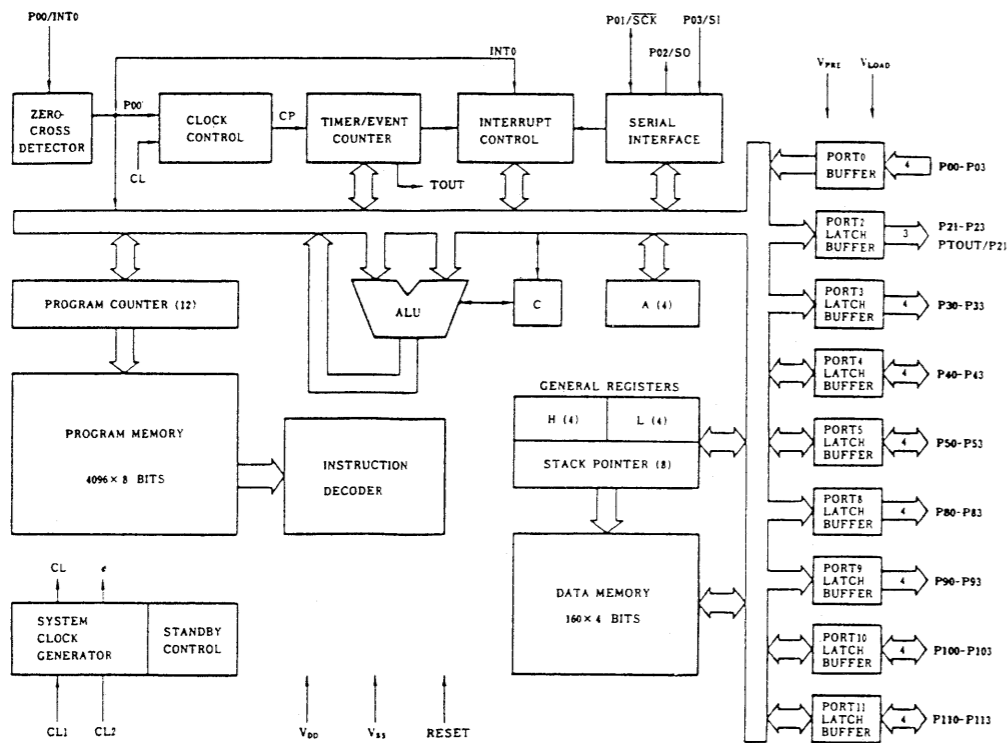 P00/INT0
P01/SCK
P03/SI
P02/SO
INT0
V_PRE
V_LOAD
ZERO-
CROSS
DETECTOR
P00
CLOCK
CONTROL
CP
TIMER/EVENT
COUNTER
INTERRUPT
CONTROL
SERIAL
INTERFACE
CL
TOUT
PORT0
BUFFER
4
P00-P03
PORT2
LATCH
BUFFER
3
P21-P23
PTOUT/P21
PROGRAM COUNTER (12)
ALU
C
A (4)
PORT3
LATCH
BUFFER
4
P30-P33
PORT4
LATCH
BUFFER
4
P40-P43
GENERAL REGISTERS
H (4)
L (4)
STACK POINTER (8)
PORT5
LATCH
BUFFER
4
P50-P53
PROGRAM MEMORY
4096 × 8 BITS
INSTRUCTION
DECODER
PORT8
LATCH
BUFFER
4
P80-P83
DATA MEMORY
160 × 4 BITS
PORT9
LATCH
BUFFER
4
P90-P93
CL
SYSTEM
CLOCK
GENERATOR
STANDBY
CONTROL
PORT10
LATCH
BUFFER
4
P100-P103
PORT11
LATCH
BUFFER
4
P110-P113
CL1
CL2
V_DD
V_SS
RESET